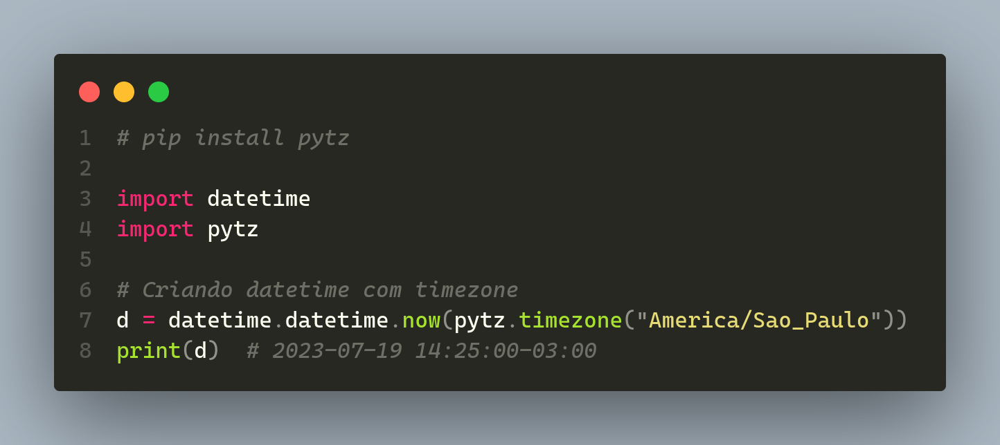 1 # pip install pytz
2
3 import datetime
4 import pytz
5
6 # Criando datetime com timezone
7 d = datetime.datetime.now(pytz.timezone("America/Sao_Paulo"))
8 print(d)  # 2023-07-19 14:25:00-03:00